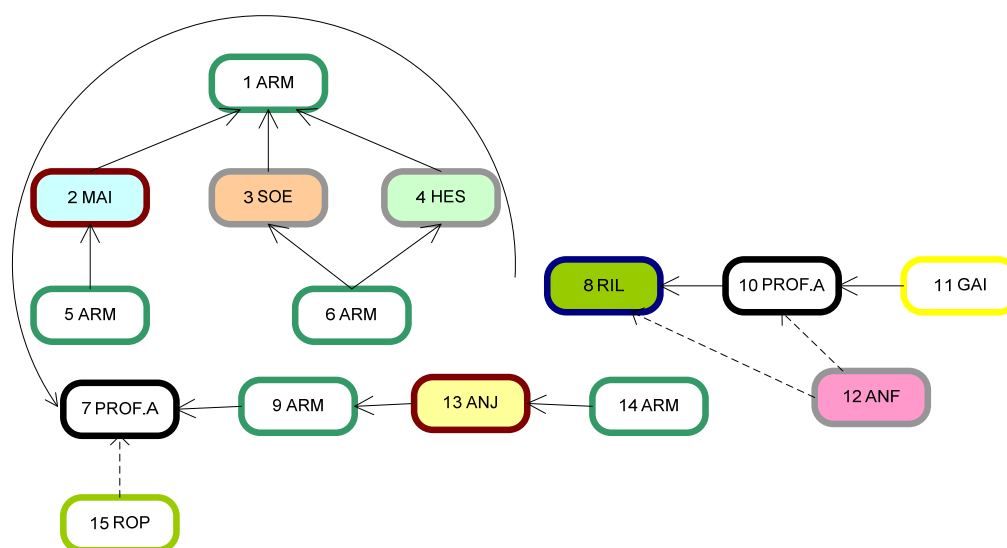 1 ARM
2 MAI
3 SOE
4 HES
5 ARM
6 ARM
8 RIL
10 PROF.A
11 GAI
7 PROF.A
9 ARM
13 ANJ
14 ARM
12 ANF
15 ROP